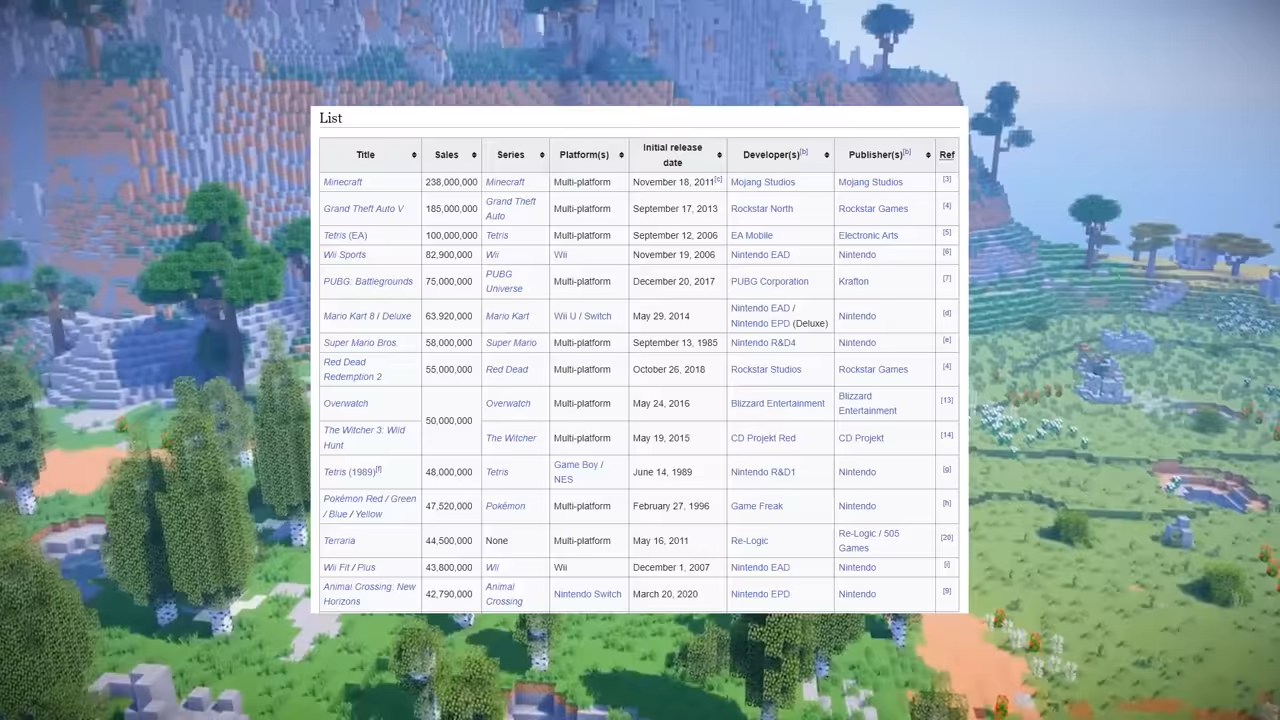 List
Title Sales Series Platform(s) Initial release date Developer(s)[b] Publisher(s)[b] Ref
Minecraft 238,000,000 Minecraft Multi-platform November 18, 2011[c] Mojang Studios Mojang Studios [3]
Grand Theft Auto V 185,000,000 Grand Theft Auto Multi-platform September 17, 2013 Rockstar North Rockstar Games [4]
Tetris (EA) 100,000,000 Tetris Multi-platform September 12, 2006 EA Mobile Electronic Arts [5]
Wii Sports 82,900,000 Wii Wii November 19, 2006 Nintendo EAD Nintendo [6]
PUBG: Battlegrounds 75,000,000 PUBG Universe Multi-platform December 20, 2017 PUBG Corporation Krafton [7]
Mario Kart 8 / Deluxe 63.920,000 Mario Kart Wii U / Switch May 29, 2014 Nintendo EAD / Nintendo EPD (Deluxe) Nintendo [d]
Super Mario Bros. 58,000,000 Super Mario Multi-platform September 13, 1985 Nintendo R&D4 Nintendo [e]
Red Dead Redemption 2 55,000,000 Red Dead Multi-platform October 26, 2018 Rockstar Studios Rockstar Games [4]
Overwatch 50,000,000 Overwatch Multi-platform May 24, 2016 Blizzard Entertainment Blizzard Entertainment [13]
The Witcher 3: Wild Hunt The Witcher Multi-platform May 19, 2015 CD Projekt Red CD Projekt [14]
Tetris (1989)[f] 48,000,000 Tetris Game Boy / NES June 14, 1989 Nintendo R&D1 Nintendo [g]
Pokémon Red / Green / Blue / Yellow 47,520,000 Pokémon Multi-platform February 27, 1996 Game Freak Nintendo [h]
Terraria 44,500,000 None Multi-platform May 16, 2011 Re-Logic Re-Logic / 505 Games [20]
Wii Fit / Plus 43,800,000 Wii Wii December 1, 2007 Nintendo EAD Nintendo [i]
Animal Crossing: New Horizons 42,790,000 Animal Crossing Nintendo Switch March 20, 2020 Nintendo EPD Nintendo [9]